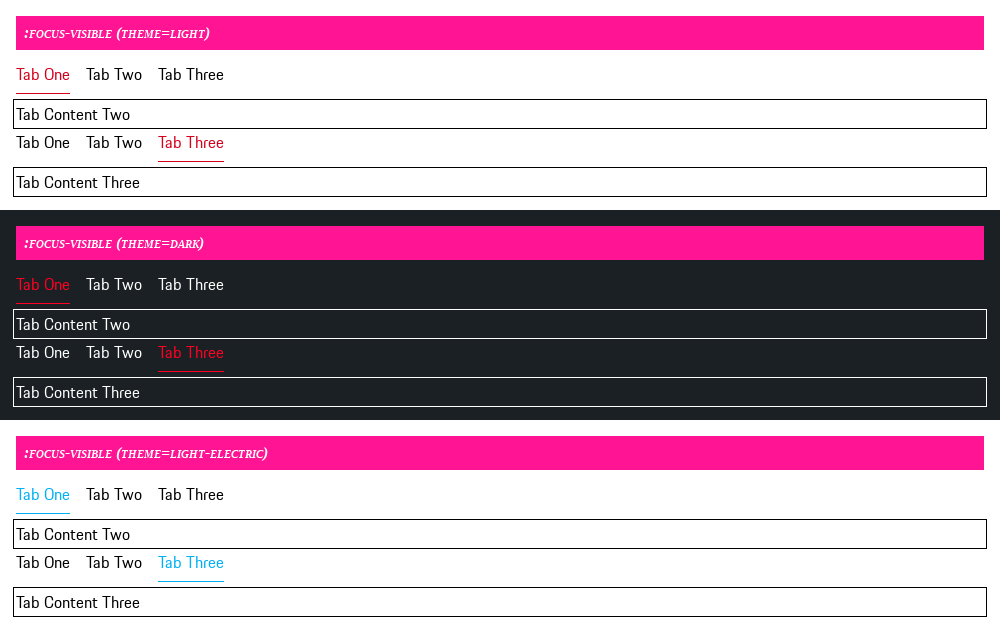 :focus-visible (theme=light)
Tab One Tab Two Tab Three
Tab Content Two
Tab One Tab Two Tab Three
Tab Content Three
:focus-visible (theme=dark)
Tab One Tab Two Tab Three
Tab Content Two
Tab One Tab Two Tab Three
Tab Content Three
:focus-visible (theme=light-electric)
Tab One Tab Two Tab Three
Tab Content Two
Tab One Tab Two Tab Three
Tab Content Three